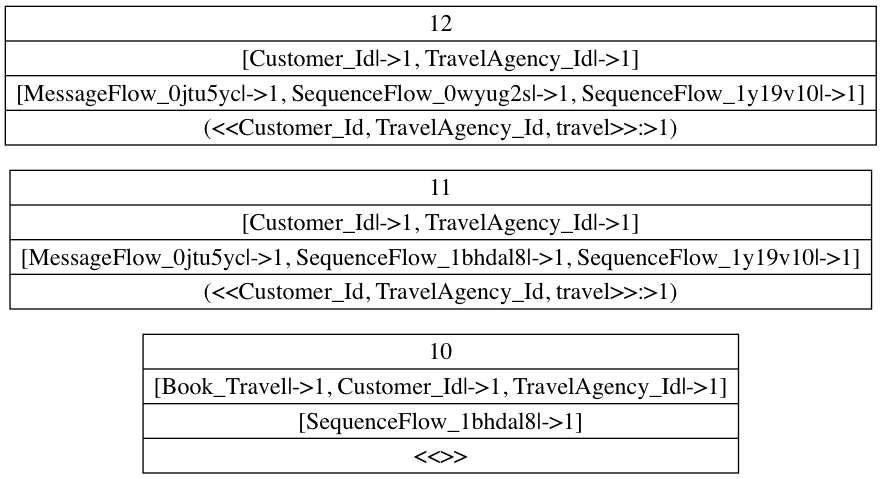 12
[Customer_Id|->1, TravelAgency_Id|->1]
[MessageFlow_0jtu5yc|->1, SequenceFlow_0wyug2s|->1, SequenceFlow_1y19v10|->1]
(<<Customer_Id, TravelAgency_Id, travel>>:>1)
11
[Customer_Id|->1, TravelAgency_Id|->1]
[MessageFlow_0jtu5yc|->1, SequenceFlow_1bhdal8|->1, SequenceFlow_1y19v10|->1]
(<<Customer_Id, TravelAgency_Id, travel>>:>1)
10
[Book_Travel|->1, Customer_Id|->1, TravelAgency_Id|->1]
[SequenceFlow_1bhdal8|->1]
<<>>